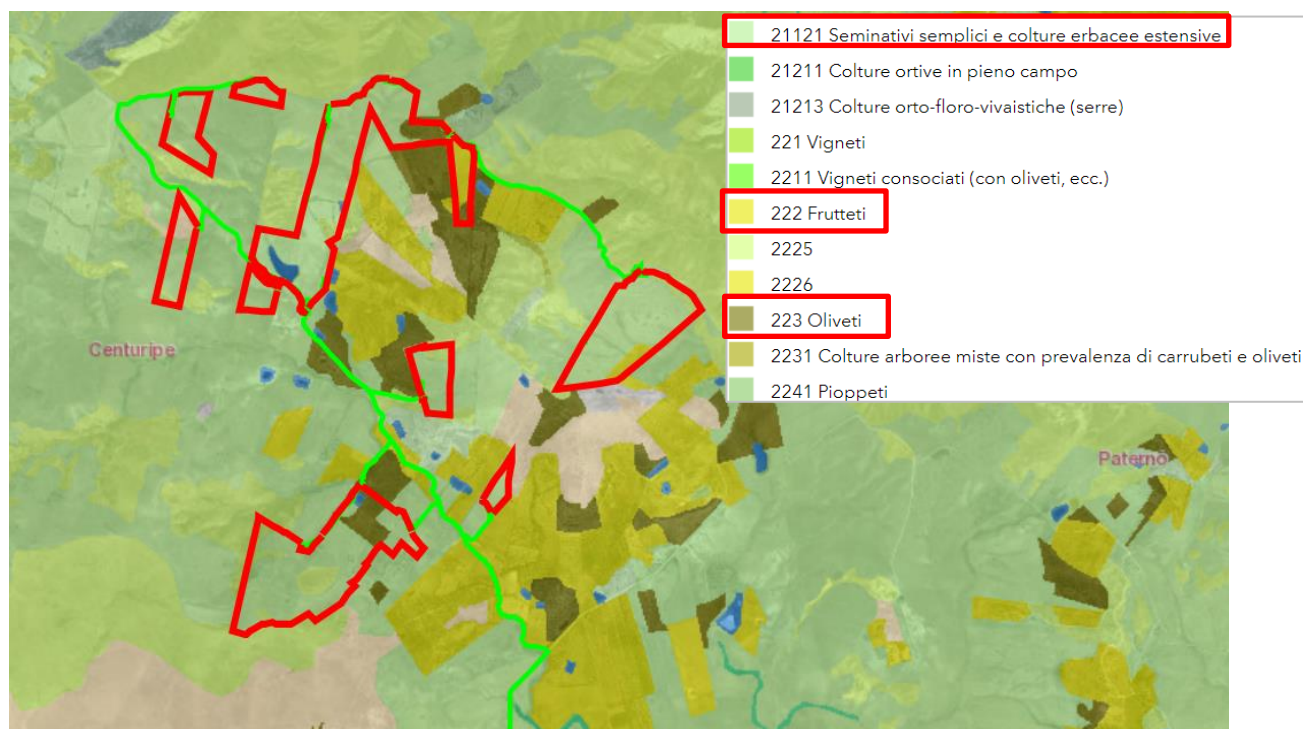 21121 Seminativi semplici e colture erbacee estensive
21211 Colture ortive in pieno campo
21213 Colture orto-floro-vivaistiche (serre)
221 Vigneti
2211 Vigneti consociati (con oliveti, ecc.)
222 Frutteti
2225
2226
223 Oliveti
2231 Colture arboree miste con prevalenza di carrubeti e oliveti
2241 Pioppeti
Centuripe
Paternò